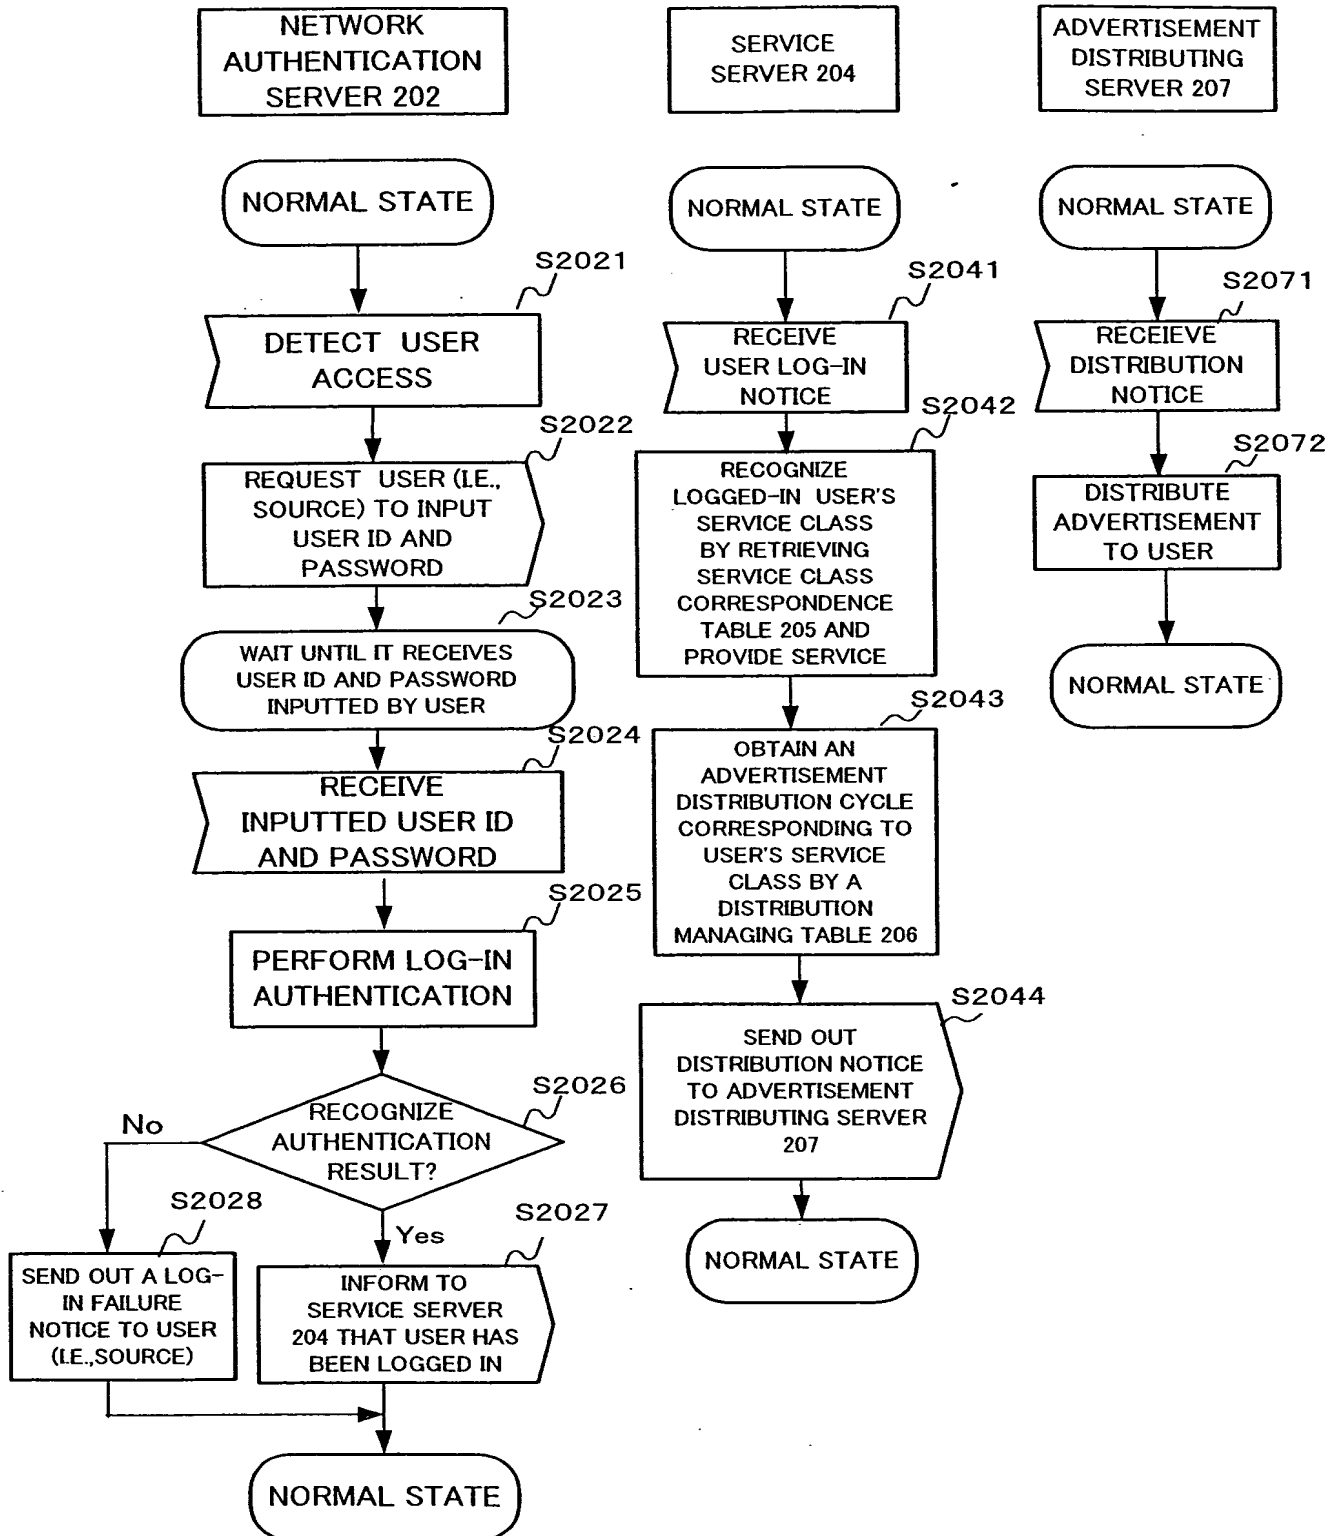 NETWORK
AUTHENTICATION
SERVER 202
NORMAL STATE
S2021
DETECT USER
ACCESS
S2022
REQUEST USER (I.E.,
SOURCE) TO INPUT
USER ID AND
PASSWORD
S2023
WAIT UNTIL IT RECEIVES
USER ID AND PASSWORD
INPUTTED BY USER
S2024
RECEIVE
INPUTTED USER ID
AND PASSWORD
S2025
PERFORM LOG-IN
AUTHENTICATION
S2026
RECOGNIZE
AUTHENTICATION
RESULT?
No
Yes
S2028
SEND OUT A LOG-
IN FAILURE
NOTICE TO USER
(I.E.,SOURCE)
S2027
INFORM TO
SERVICE SERVER
204 THAT USER HAS
BEEN LOGGED IN
NORMAL STATE
SERVICE
SERVER 204
NORMAL STATE
S2041
RECEIVE
USER LOG-IN
NOTICE
S2042
RECOGNIZE
LOGGED-IN USER'S
SERVICE CLASS
BY RETRIEVING
SERVICE CLASS
CORRESPONDENCE
TABLE 205 AND
PROVIDE SERVICE
S2043
OBTAIN AN
ADVERTISEMENT
DISTRIBUTION CYCLE
CORRESPONDING TO
USER'S SERVICE
CLASS BY A
DISTRIBUTION
MANAGING TABLE 206
S2044
SEND OUT
DISTRIBUTION NOTICE
TO ADVERTISEMENT
DISTRIBUTING SERVER
207
NORMAL STATE
ADVERTISEMENT
DISTRIBUTING
SERVER 207
NORMAL STATE
S2071
RECEIEVE
DISTRIBUTION
NOTICE
S2072
DISTRIBUTE
ADVERTISEMENT
TO USER
NORMAL STATE